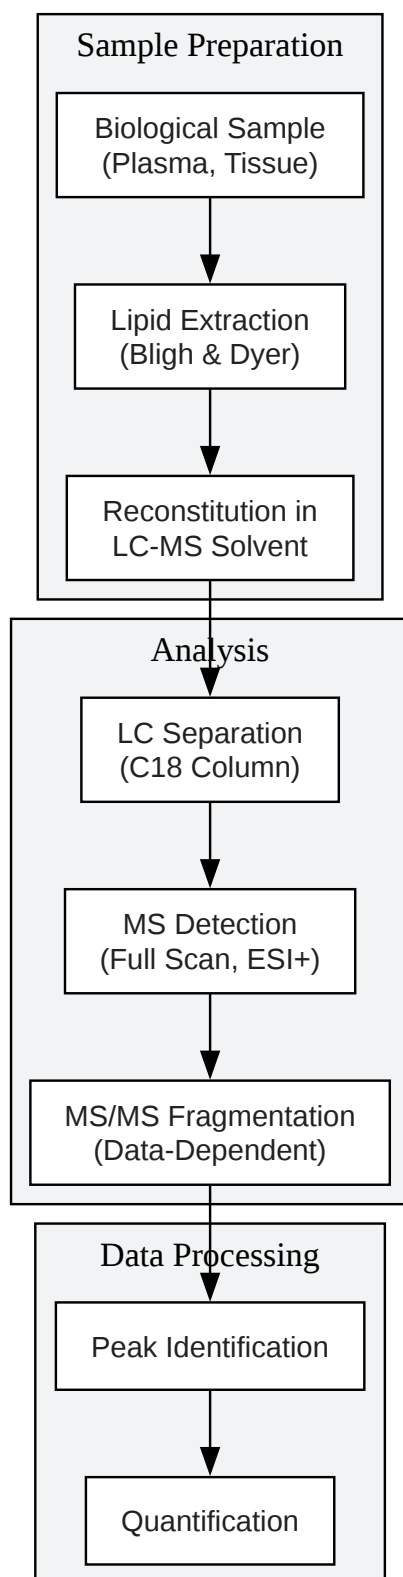 Sample Preparation
Biological Sample
(Plasma, Tissue)
Lipid Extraction
(Bligh & Dyer)
Reconstitution in
LC-MS Solvent
Analysis
LC Separation
(C18 Column)
MS Detection
(Full Scan, ESI+)
MS/MS Fragmentation
(Data-Dependent)
Data Processing
Peak Identification
Quantification